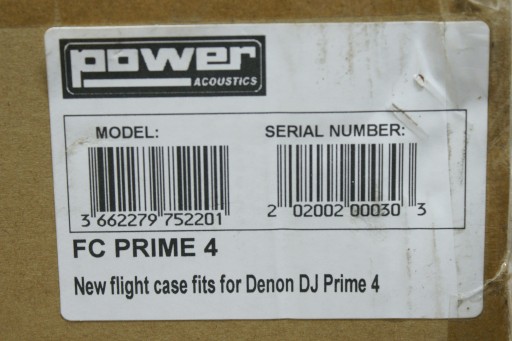 power
ACOUSTICS
MODEL: SERIAL NUMBER:
3 662279 752201 2 02002 00030 3
FC PRIME 4
New flight case fits for Denon DJ Prime 4